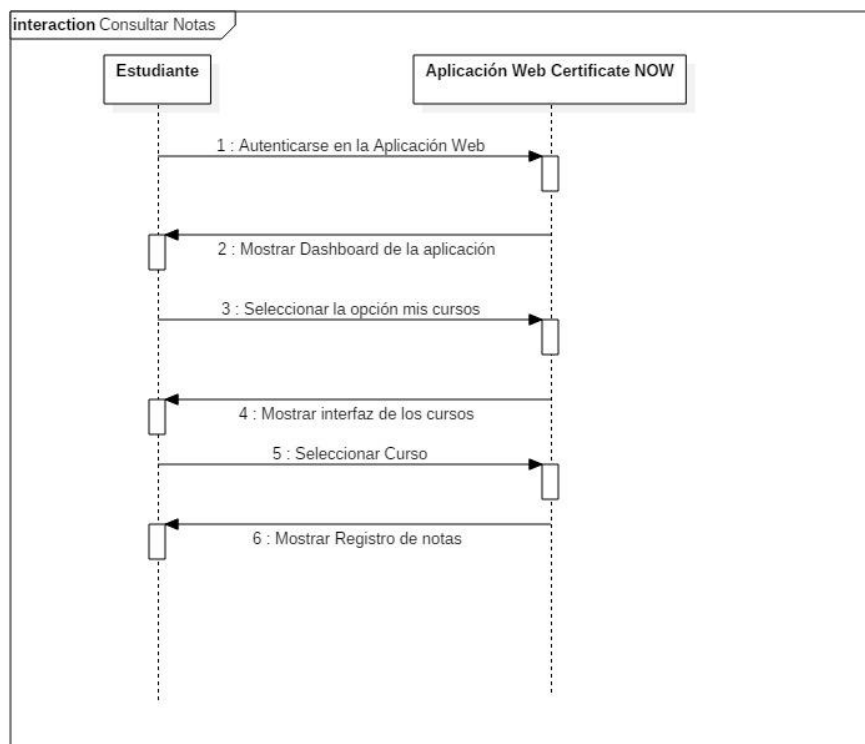 interaction Consultar Notas
Estudiante
Aplicación Web Certificate NOW
1 : Autenticarse en la Aplicación Web
2 : Mostrar Dashboard de la aplicación
3 : Seleccionar la opción mis cursos
4 : Mostrar interfaz de los cursos
5 : Seleccionar Curso
6 : Mostrar Registro de notas